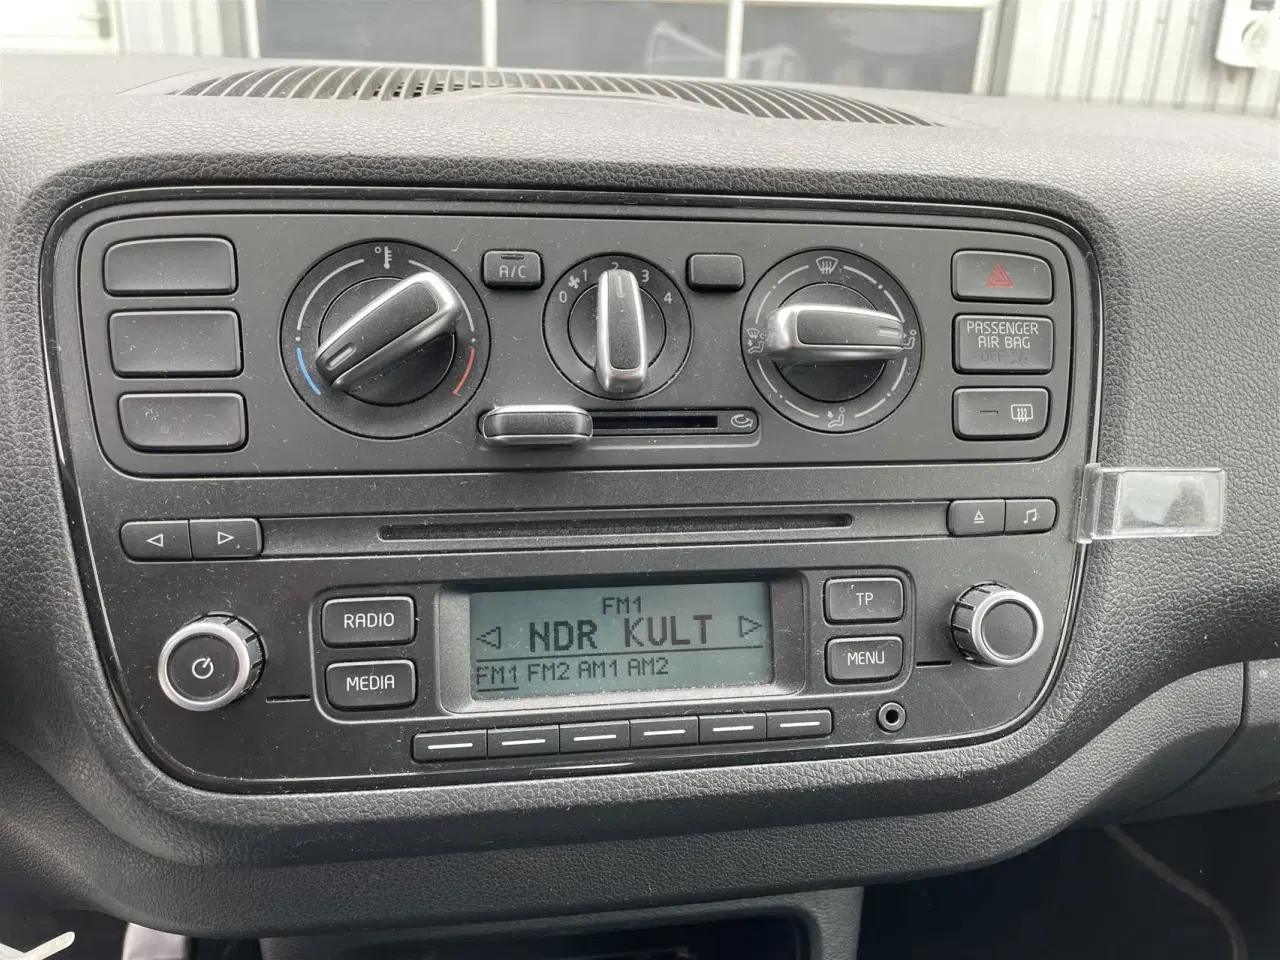 A/C
0 1 2 3 4
PASSENGER
AIR BAG
OFF
RADIO
MEDIA
FM1
NDR KULT
FM1 FM2 AM1 AM2
TP
MENU